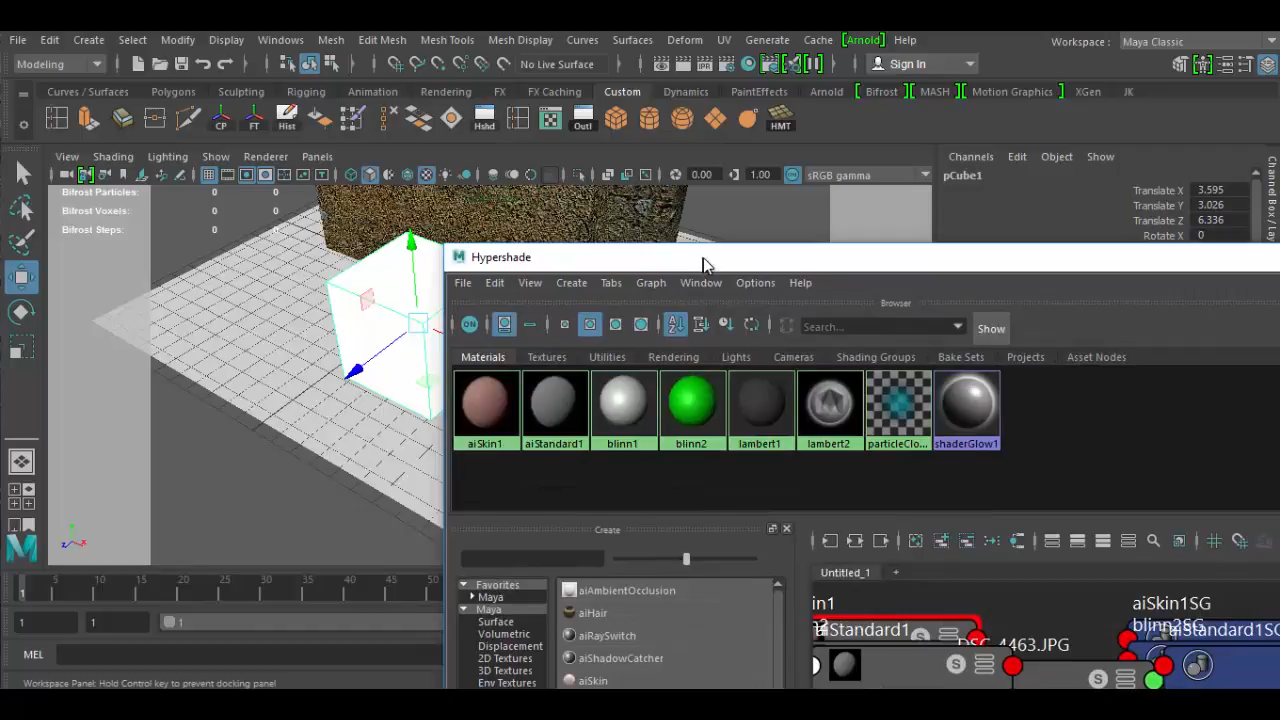 File Edit Create Select Modify Display Windows Mesh Edit Mesh Mesh Tools Mesh Display Curves Surfaces Deform UV Generate Cache [Arnold] Help
Workspace : Maya Classic
Modeling No Live Surface Sign In
Curves / Surfaces Polygons Sculpting Rigging Animation Rendering FX FX Caching Custom Dynamics PaintEffects Arnold Bifrost MASH Motion Graphics XGen JK
CP FT Hist Hshd Outl HMT
View Shading Lighting Show Renderer Panels
Channels Edit Object Show
0.00 1.00 sRGB gamma
pCube1
Bifrost Particles: 0 0
Translate X 3.595
Bifrost Voxels: 0 0
Translate Y 3.026
Translate Z 6.336
Bifrost Steps: 0
Rotate X 0
Channel Box / La
Hypershade
File Edit View Create Tabs Graph Window Options Help
Browser
ON Search... Show
Materials Textures Utilities Rendering Lights Cameras Shading Groups Bake Sets Projects Asset Nodes
aiSkin1 aiStandard1 blinn1 blinn2 lambert1 lambert2 particleClo... shaderGlow1
Create
Untitled_1 +
Favorites
Maya
Maya
Surface
Volumetric
Displacement
2D Textures
3D Textures
Env Textures
aiAmbientOcclusion
aiHair
aiRaySwitch
aiShadowCatcher
aiSkin
in1
aiStandard1
DSC_4463.JPG
aiSkin1SG
blinn2SG
aiStandard1SG
5 10 15 20 25 30 35 40 45 50
1
1 1 1
MEL
Workspace Panel: Hold Control key to prevent docking panel